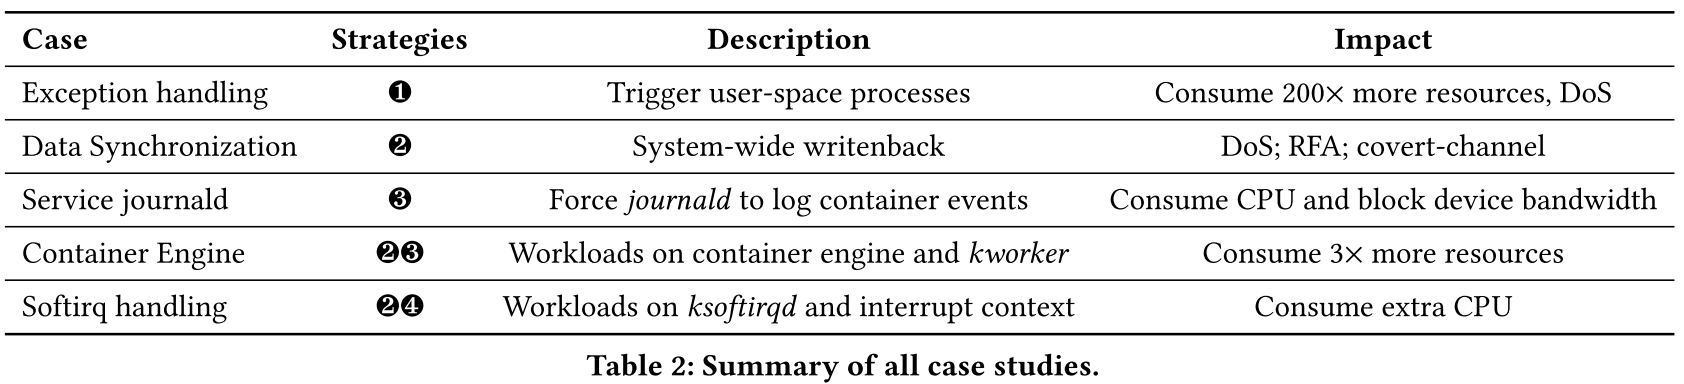 Case Strategies Description Impact
Exception handling ❶ Trigger user-space processes Consume 200× more resources, DoS
Data Synchronization ❷ System-wide writenback DoS; RFA; covert-channel
Service journald ❸ Force journald to log container events Consume CPU and block device bandwidth
Container Engine ❷❸ Workloads on container engine and kworker Consume 3× more resources
Softirq handling ❷❹ Workloads on ksoftirqd and interrupt context Consume extra CPU
Table 2: Summary of all case studies.